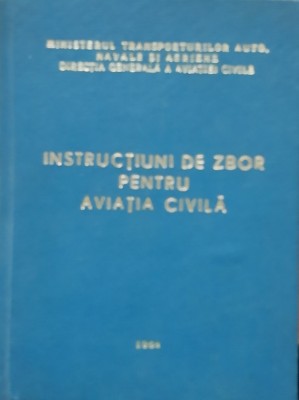 MINISTERUL TRANSPORTURILOR AUTO,
NAVALE ȘI AERIENE
DIRECȚIA GENERALĂ A AVIAȚIEI CIVILE
INSTRUCȚIUNI DE ZBOR
PENTRU
AVIAȚIA CIVILĂ